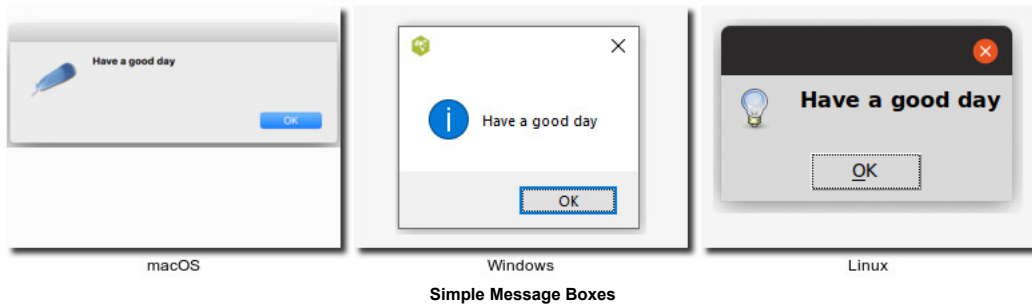 Have a good day
OK
macOS
Have a good day
OK
Windows
Have a good day
OK
Linux
Simple Message Boxes